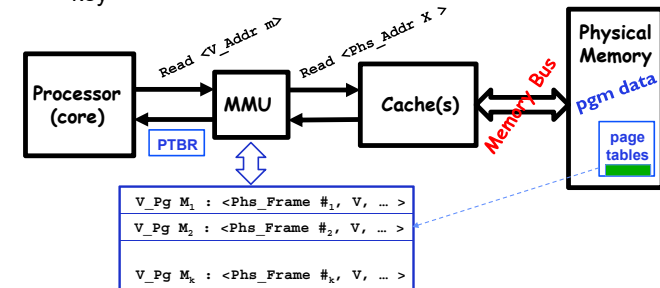 key
Read <V_Addr m>
Read <Phs_Addr X >
Processor
(core)
MMU
Cache(s)
Memory Bus
Physical
Memory
pgm data
PTBR
page
tables
V_Pg M1 : <Phs_Frame #1, V, … >
V_Pg M2 : <Phs_Frame #2, V, … >
V_Pg Mk : <Phs_Frame #k, V, … >